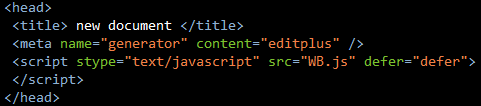 <head>
<title> new document </title>
<meta name="generator" content="editplus" />
<script stype="text/javascript" src="WB.js" defer="defer">
</script>
</head>